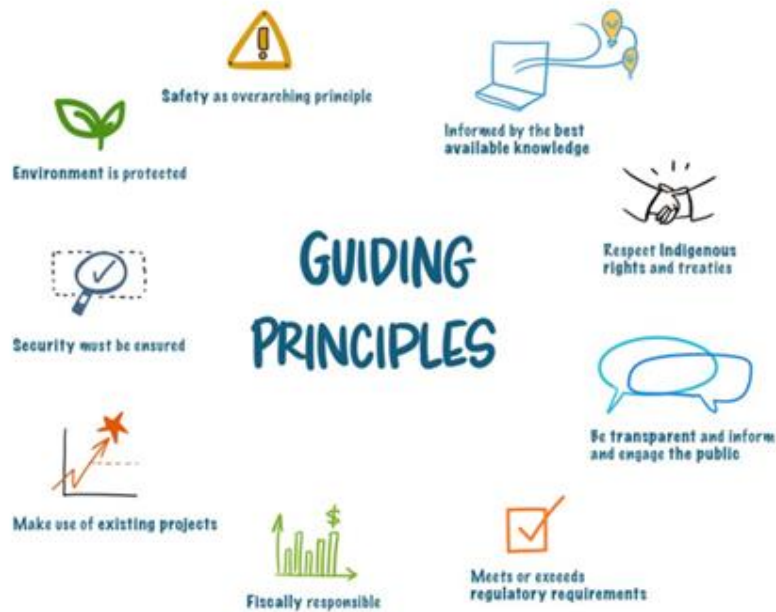 Safety as overarching principle
Informed by the best
available knowledge
Environment is protected
Respect Indigenous
rights and treaties
GUIDING
PRINCIPLES
Security must be ensured
Be transparent and inform
and engage the public
Make use of existing projects
$
Fiscally responsible
Meets or exceeds
regulatory requirements